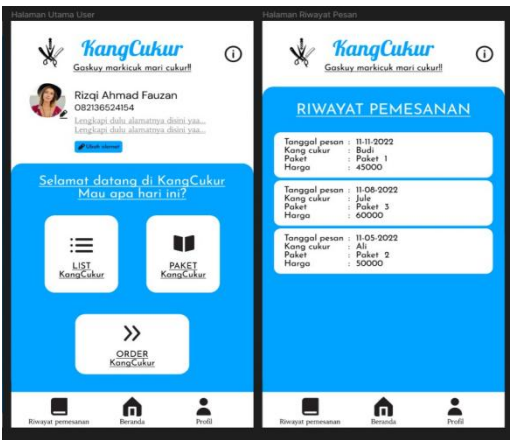 Halaman Utama User
KangCukur
Gaskuy markicuk mari cukur!!
Rizqi Ahmad Fauzan
082136524154
Lengkapi dulu alamatnya disini yaa...
Lengkapi dulu alamatnya disini yaa...
Ubah alamat
Selamat datang di KangCukur
Mau apa hari ini?
LIST
KangCukur
PAKET
KangCukur
ORDER
KangCukur
Riwayat pemesanan
Beranda
Profil
Halaman Riwayat Pesan
KangCukur
Gaskuy markicuk mari cukur!!
RIWAYAT PEMESANAN
Tanggal pesan : 11-11-2022
Kang cukur : Budi
Paket : Paket 1
Harga : 45000
Tanggal pesan : 11-08-2022
Kang cukur : Jule
Paket : Paket 3
Harga : 60000
Tanggal pesan : 11-05-2022
Kang cukur : Ali
Paket : Paket 2
Harga : 50000
Riwayat pemesanan
Beranda
Profil